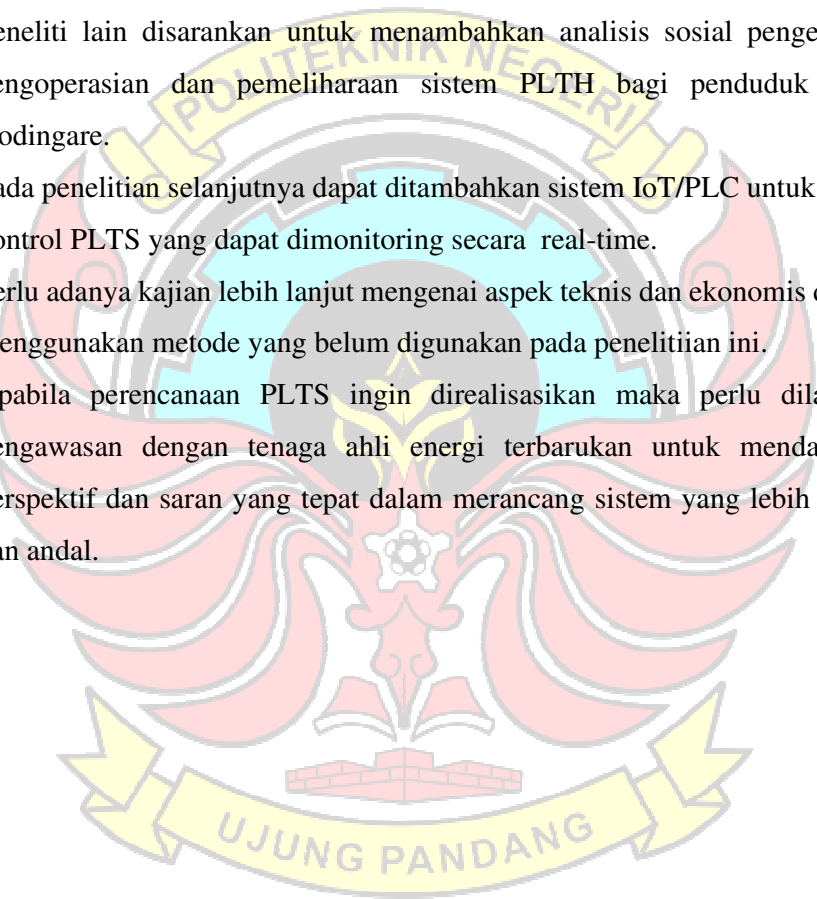 eneliti lain disarankan untuk menambahkan analisis sosial penge
engoperasian dan pemeliharaan sistem PLTH bagi penduduk
odingare.
ada penelitian selanjutnya dapat ditambahkan sistem IoT/PLC untuk
ontrol PLTS yang dapat dimonitoring secara real-time.
erlu adanya kajian lebih lanjut mengenai aspek teknis dan ekonomis
enggunakan metode yang belum digunakan pada penelitiian ini.
pabila perencanaan PLTS ingin direalisasikan maka perlu dila
engawasan dengan tenaga ahli energi terbarukan untuk menda
erspektif dan saran yang tepat dalam merancang sistem yang lebih
an andal.
POLITEKNIK NEGERI
UJUNG PANDANG